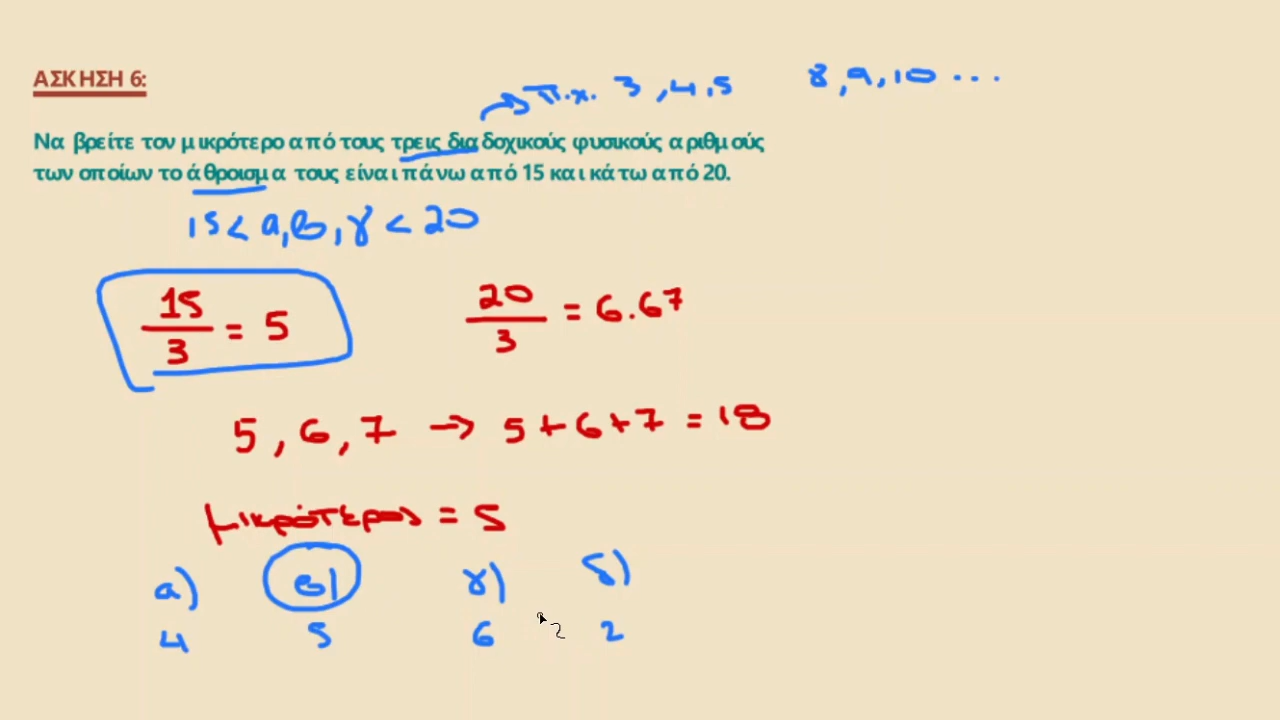 ΑΣΚΗΣΗ 6:
π.χ. 3, 4, 5 8, 9, 10 ...
Να βρείτε τον μικρότερο από τους τρεις διαδοχικούς φυσικούς αριθμούς
των οποίων το άθροισμα τους είναι πάνω από 15 και κάτω από 20.
15 < α, β, γ < 20
15/3 = 5 20/3 = 6.67
5, 6, 7 → 5+6+7 = 18
μικρότερος = 5
α) β) γ) δ)
4 5 6 2